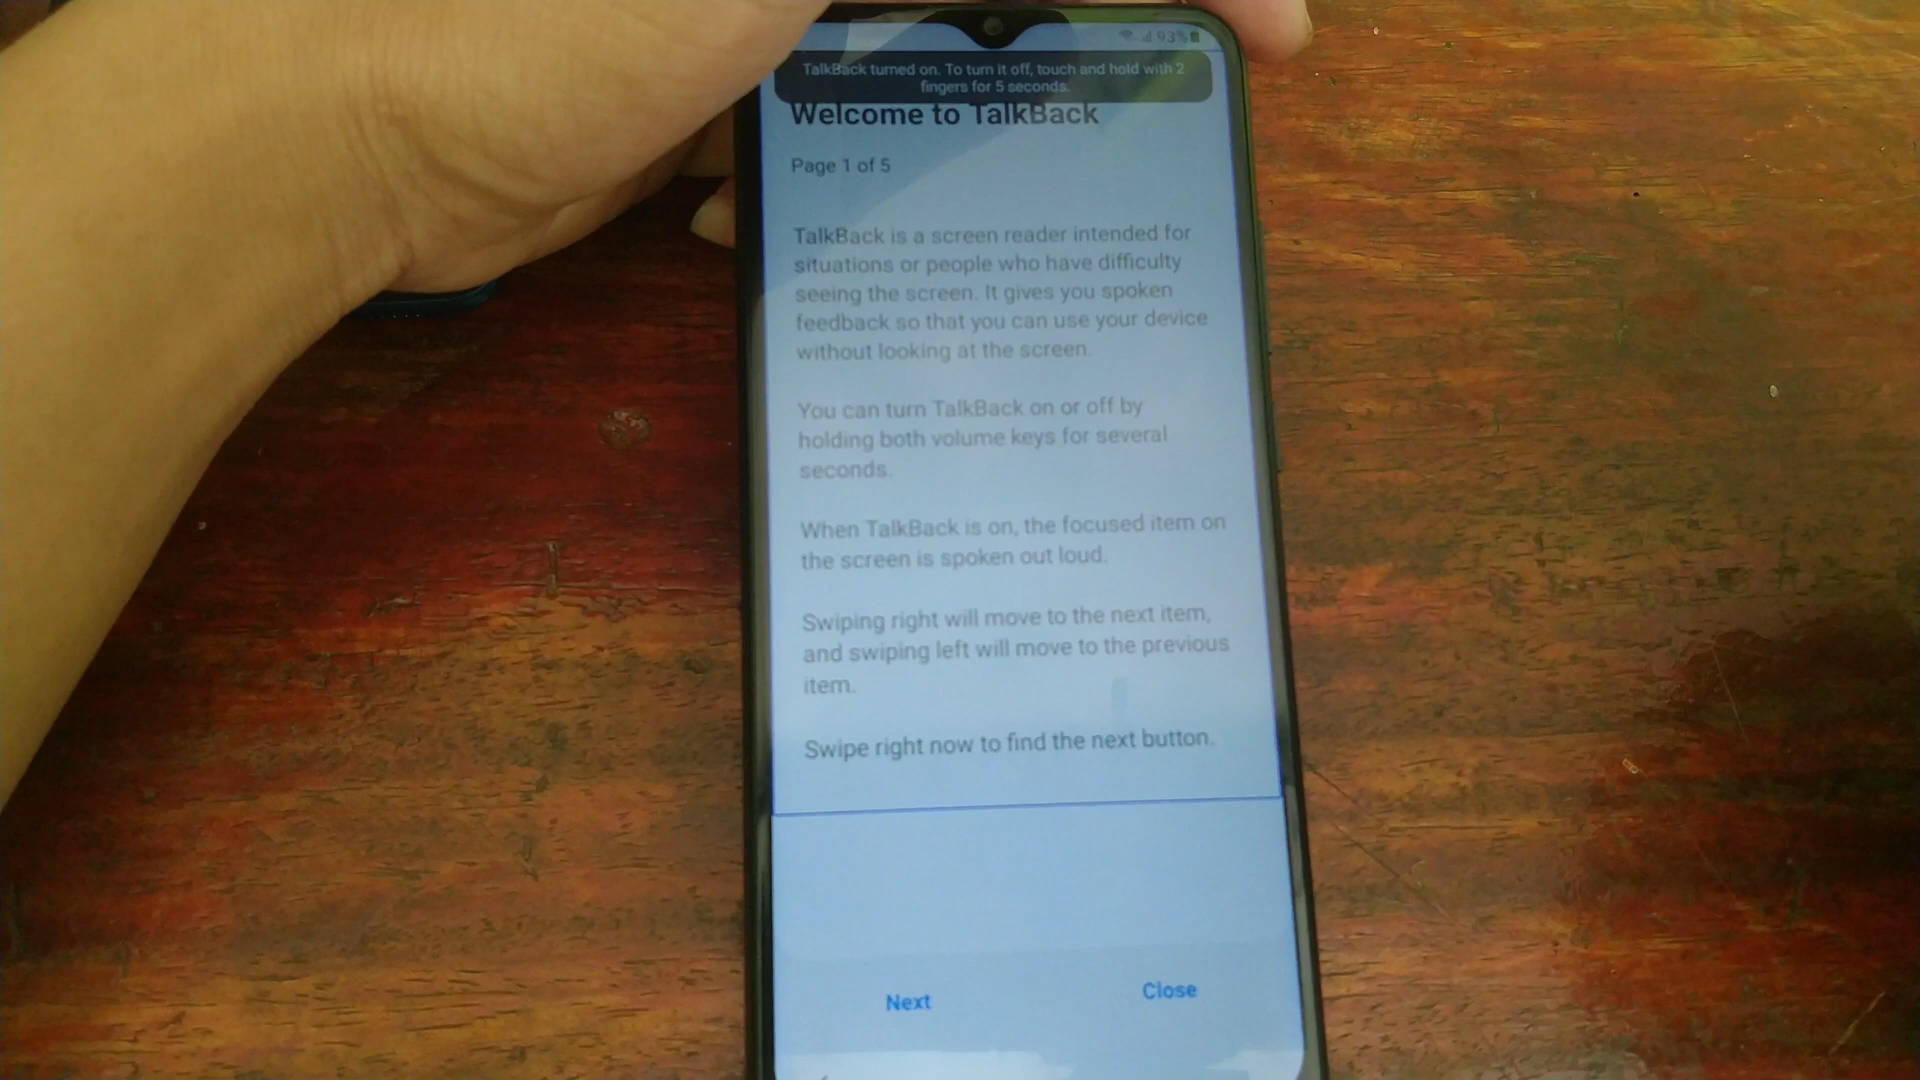 93%
TalkBack turned on. To turn it off, touch and hold with 2
fingers for 5 seconds.
Welcome to TalkBack
Page 1 of 5
TalkBack is a screen reader intended for
situations or people who have difficulty
seeing the screen. It gives you spoken
feedback so that you can use your device
without looking at the screen.
You can turn TalkBack on or off by
holding both volume keys for several
seconds.
When TalkBack is on, the focused item on
the screen is spoken out loud.
Swiping right will move to the next item,
and swiping left will move to the previous
item.
Swipe right now to find the next button.
Next
Close